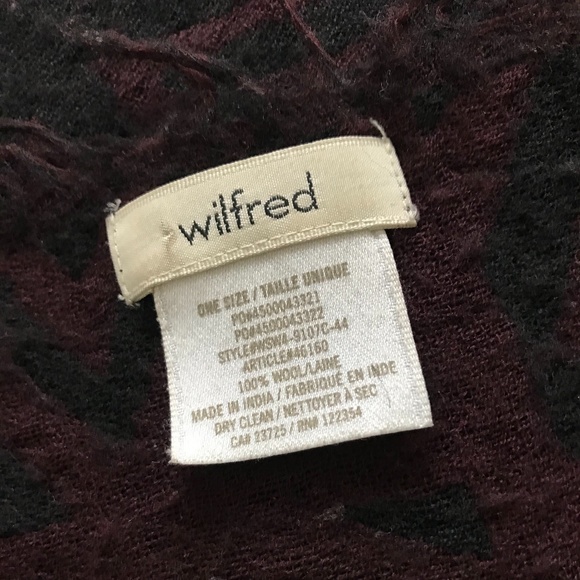 wilfred
ONE SIZE / TAILLE UNIQUE
PO#4500043321
PO#4500043322
STYLE#NSW4-9107C-44
ARTICLE#46160
100% WOOL/LAINE
MADE IN INDIA / FABRIQUÉ EN INDE
DRY CLEAN / NETTOYER À SEC
CA# 23725 / RN# 122354